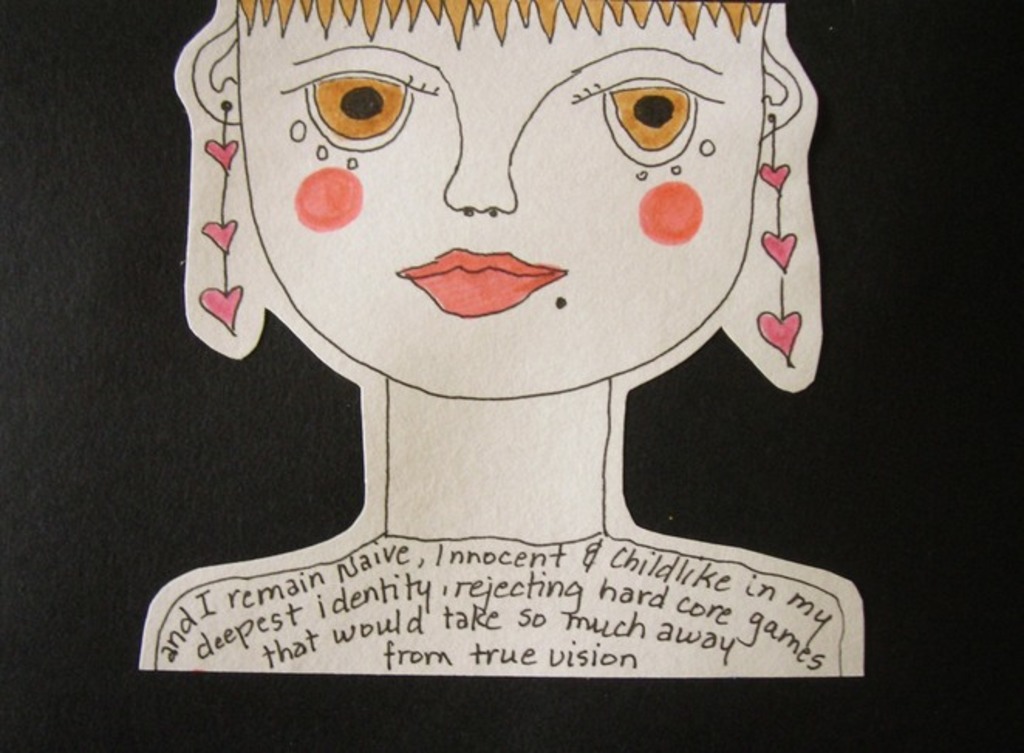 and I remain Naive, Innocent & Childlike in my
deepest identity, rejecting hard core games
that would take so much away
from true vision